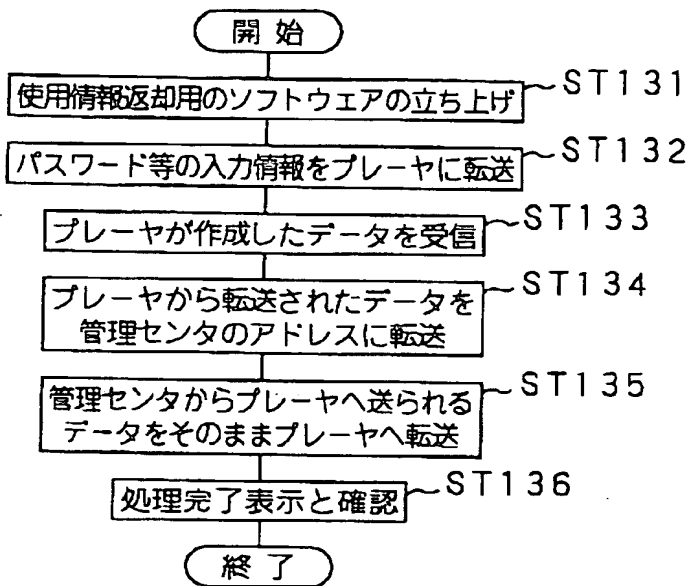 開始
使用情報返却用のソフトウェアの立ち上げ ST131
パスワード等の入力情報をプレーヤに転送 ST132
プレーヤが作成したデータを受信 ST133
プレーヤから転送されたデータを ST134
管理センタのアドレスに転送
管理センタからプレーヤへ送られる ST135
データをそのままプレーヤへ転送
処理完了表示と確認 ST136
終了